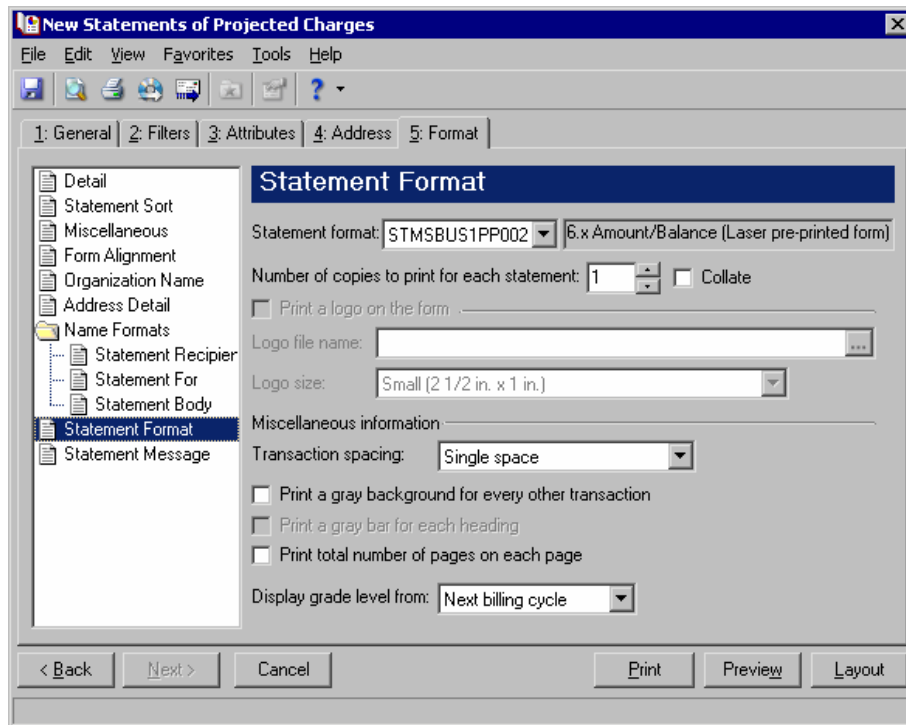 New Statements of Projected Charges
File Edit View Favorites Tools Help
1: General 2: Filters 3: Attributes 4: Address 5: Format
Detail
Statement Sort
Miscellaneous
Form Alignment
Organization Name
Address Detail
Name Formats
Statement Recipier
Statement For
Statement Body
Statement Format
Statement Message
Statement Format
Statement format: STMSBUS1PP002 6.x Amount/Balance (Laser pre-printed form)
Number of copies to print for each statement: 1 Collate
Print a logo on the form
Logo file name: ...
Logo size: Small (2 1/2 in. x 1 in.)
Miscellaneous information
Transaction spacing: Single space
Print a gray background for every other transaction
Print a gray bar for each heading
Print total number of pages on each page
Display grade level from: Next billing cycle
< Back Next > Cancel Print Preview Layout